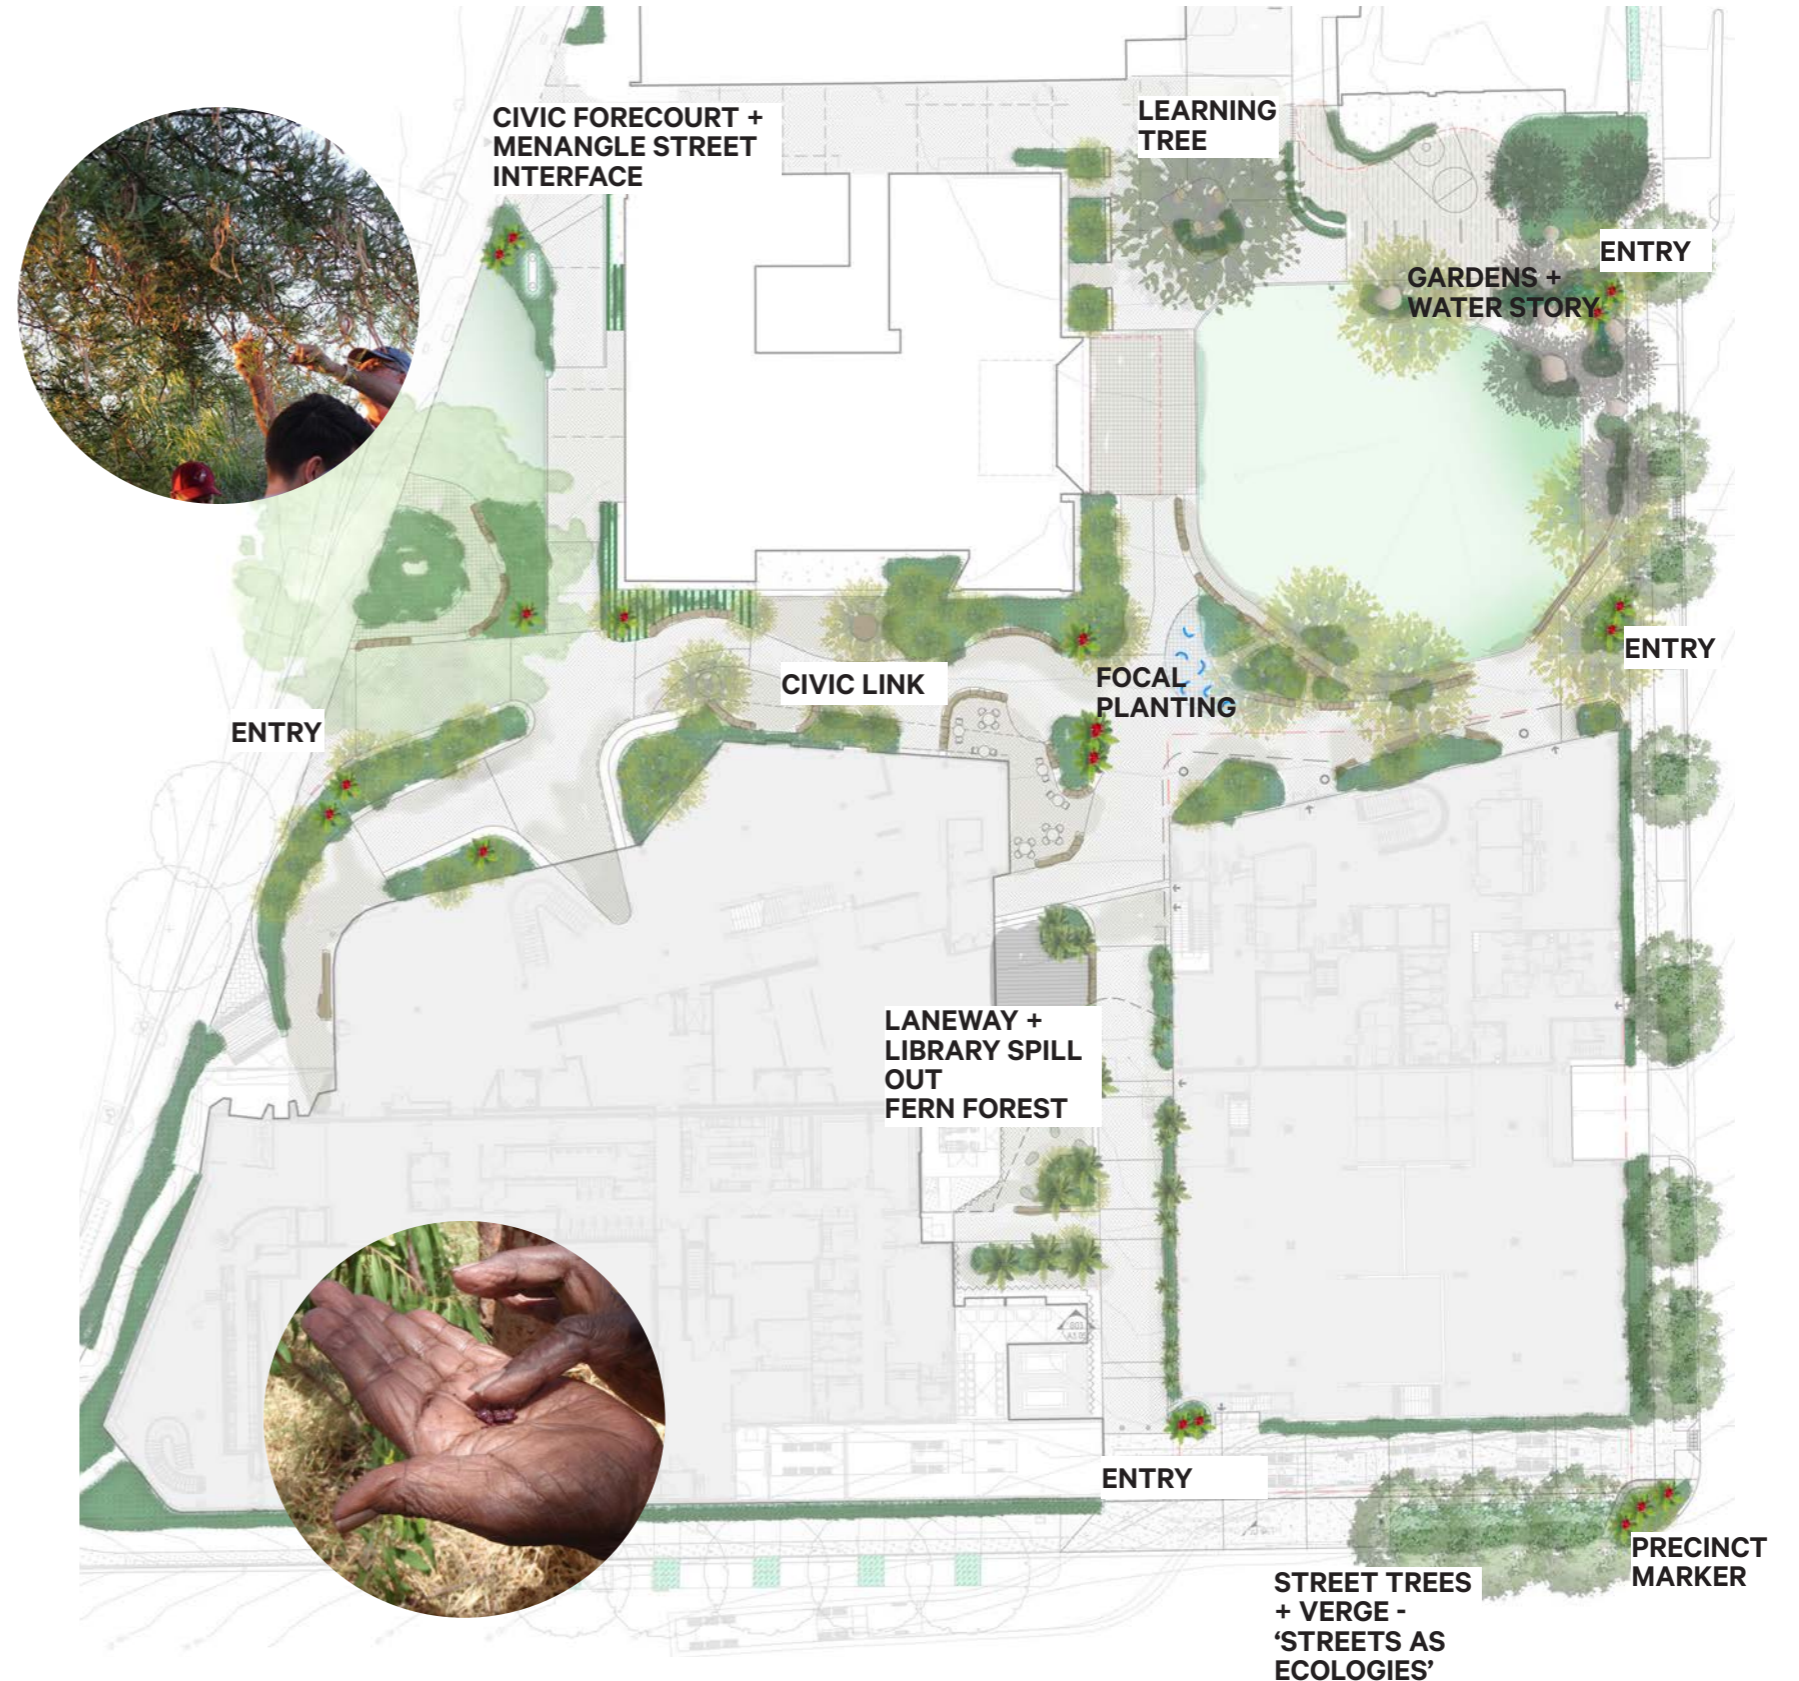 CIVIC FORECOURT +
MENANGLE STREET
INTERFACE
LEARNING
TREE
ENTRY
GARDENS +
WATER STORY
ENTRY
CIVIC LINK
FOCAL
PLANTING
ENTRY
LANEWAY +
LIBRARY SPILL
OUT
FERN FOREST
ENTRY
PRECINCT
MARKER
STREET TREES
+ VERGE -
‘STREETS AS
ECOLOGIES’